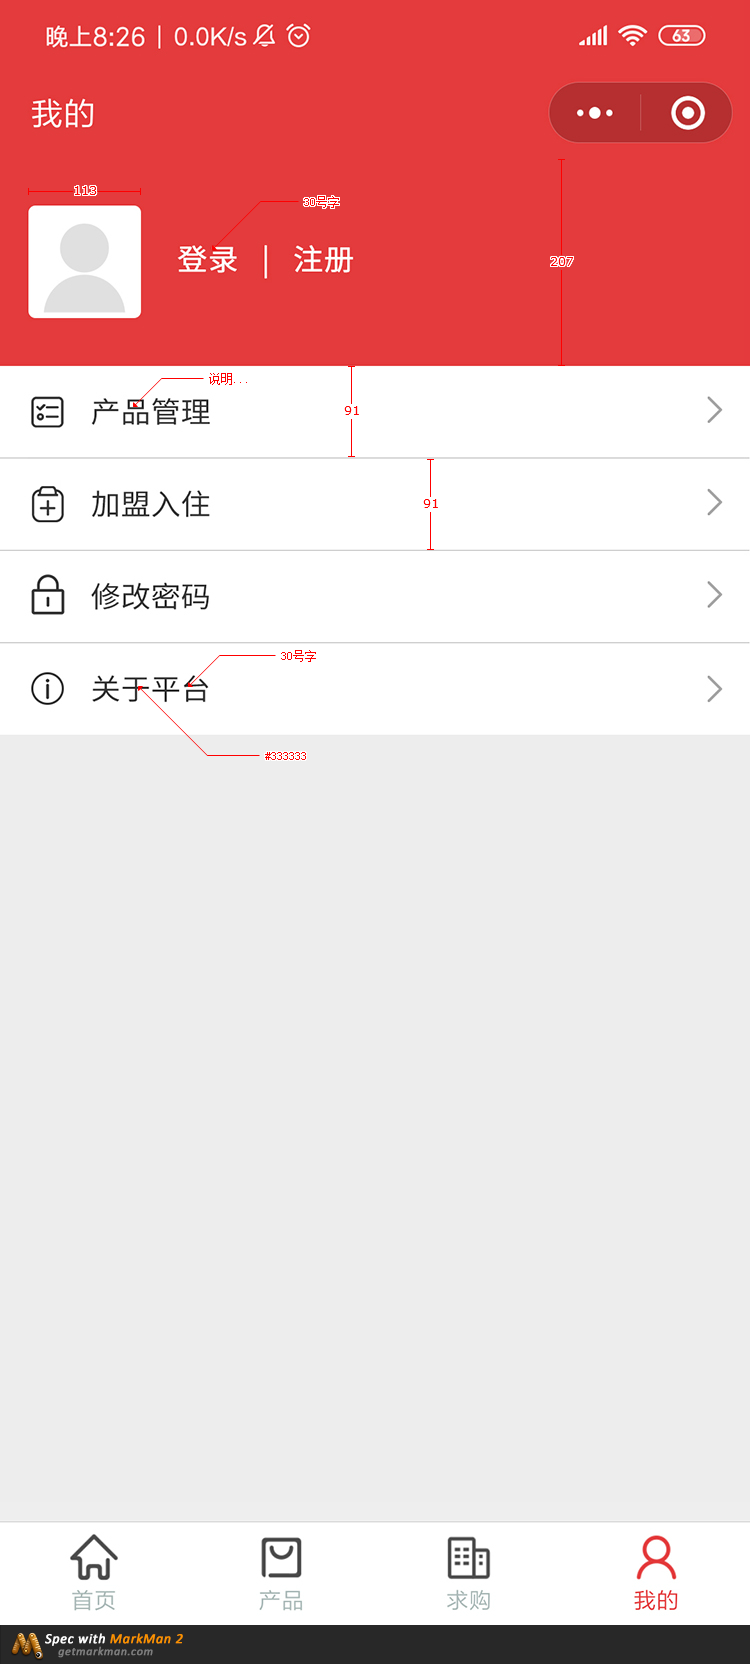 晚上8:26 | 0.0K/s 63
我的
113
30号字
登录 | 注册
207
说明...
产品管理
91
加盟入住
91
修改密码
30号字
关于平台
#333333
首页 产品 求购 我的
Spec with MarkMan 2
getmarkman.com